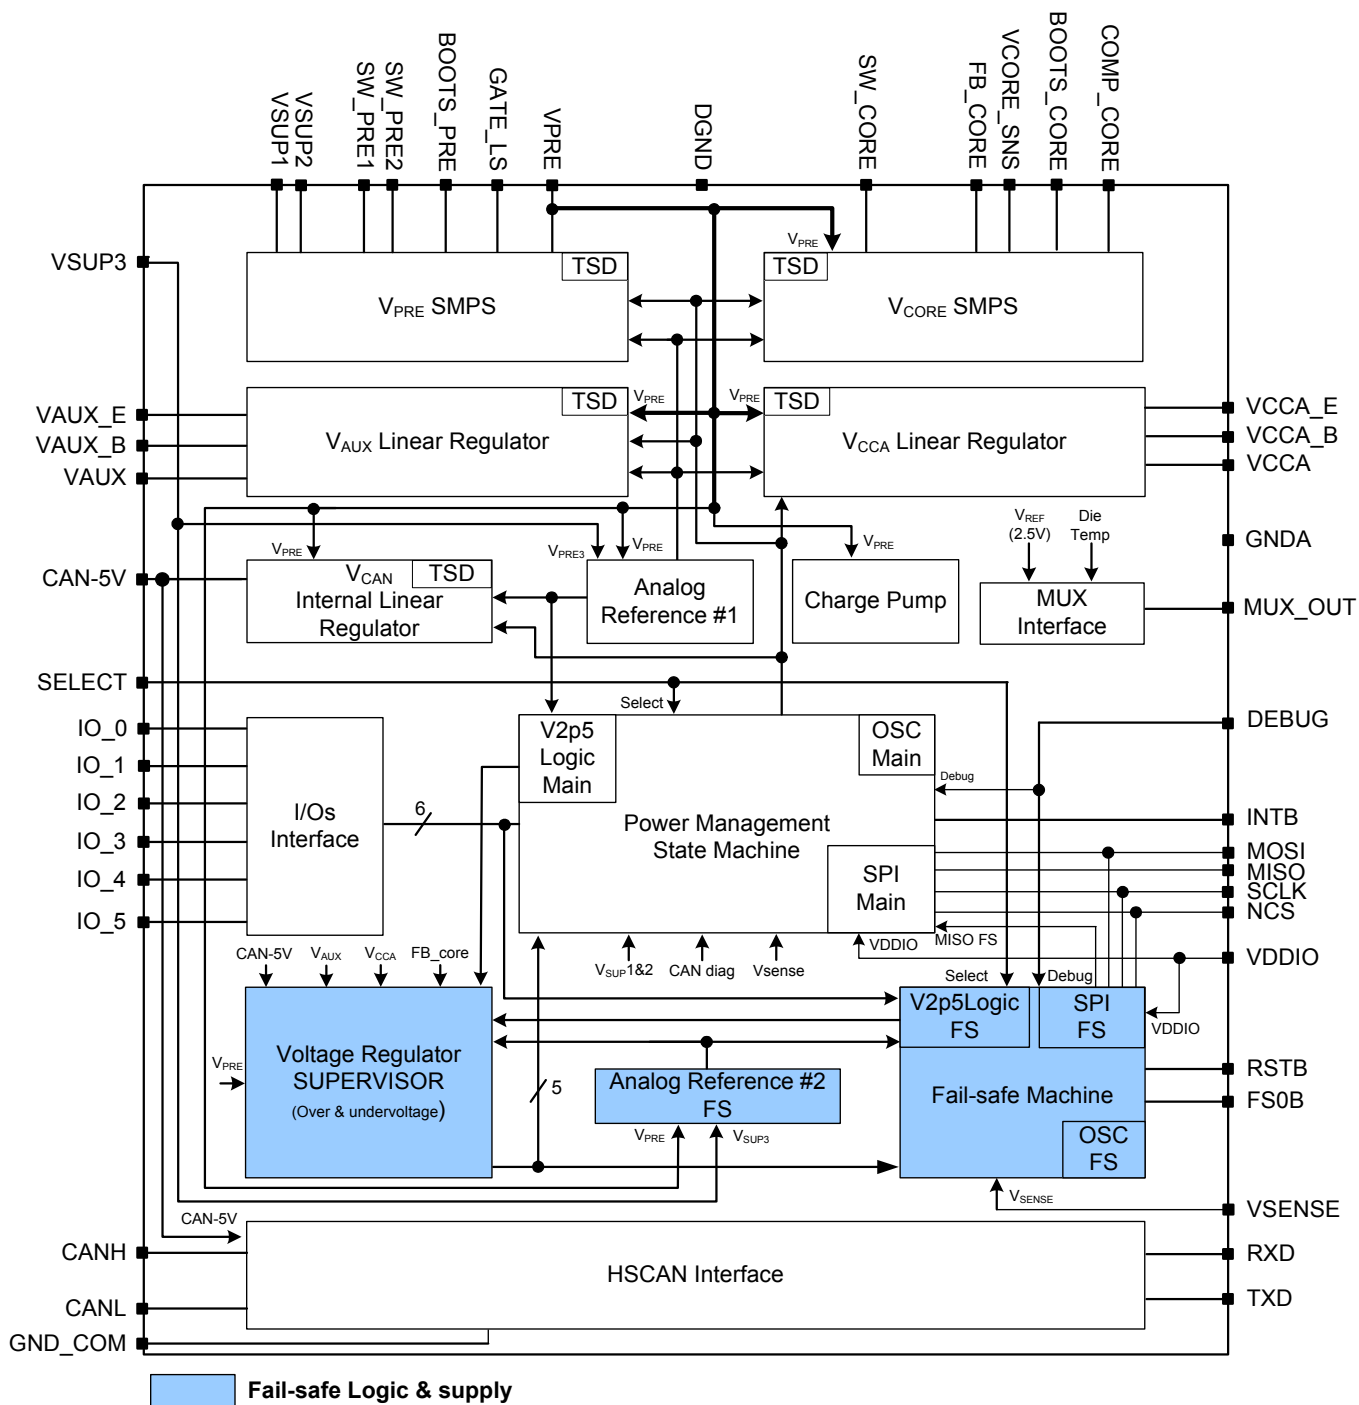 VSUP1
VSUP2
SW_PRE1
SW_PRE2
BOOTS_PRE
GATE_LS
VPRE
DGND
SW_CORE
FB_CORE
VCORE_SNS
BOOTS_CORE
COMP_CORE
VSUP3
TSD
VPRE SMPS
VPRE
TSD
VCORE SMPS
VAUX_E
VAUX_B
VAUX
TSD
VAUX Linear Regulator
VPRE
VPRE
TSD
VCCA Linear Regulator
VCCA_E
VCCA_B
VCCA
GNDA
VPRE
VPRE3
VPRE
VPRE
VREF
(2.5V)
Die
Temp
CAN-5V
VCAN
TSD
Internal Linear
Regulator
Analog
Reference #1
Charge Pump
MUX
Interface
MUX_OUT
SELECT
Select
IO_0
IO_1
IO_2
IO_3
IO_4
IO_5
I/Os
Interface
6
V2p5
Logic
Main
OSC
Main
Power Management
State Machine
SPI
Main
Debug
DEBUG
INTB
MOSI
MISO
SCLK
NCS
VDDIO
MISO FS
VDDIO
CAN-5V
VAUX
VCCA
FB_core
VSUP1&2
CAN diag
Vsense
Select
Debug
VPRE
Voltage Regulator
SUPERVISOR
(Over & undervoltage)
5
Analog Reference #2
FS
VPRE
VSUP3
V2p5Logic
FS
SPI
FS
VDDIO
Fail-safe Machine
OSC
FS
RSTB
FS0B
VSENSE
VSENSE
CAN-5V
CANH
CANL
GND_COM
HSCAN Interface
RXD
TXD
Fail-safe Logic & supply